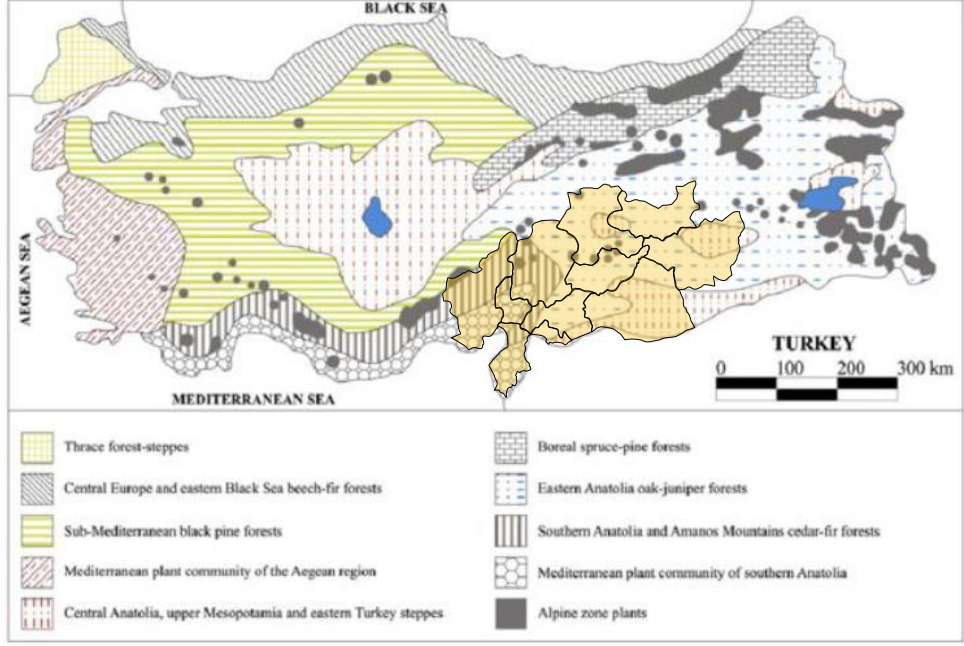 BLACK SEA
AEGEAN SEA
TURKEY
0 100 200 300 km
MEDITERRANEAN SEA
Thrace forest-steppes
Central Europe and eastern Black Sea beech-fir forests
Sub-Mediterranean black pine forests
Mediterranean plant community of the Aegean region
Central Anatolia, upper Mesopotamia and eastern Turkey steppes
Boreal spruce-pine forests
Eastern Anatolia oak-juniper forests
Southern Anatolia and Amanos Mountains cedar-fir forests
Mediterranean plant community of southern Anatolia
Alpine zone plants